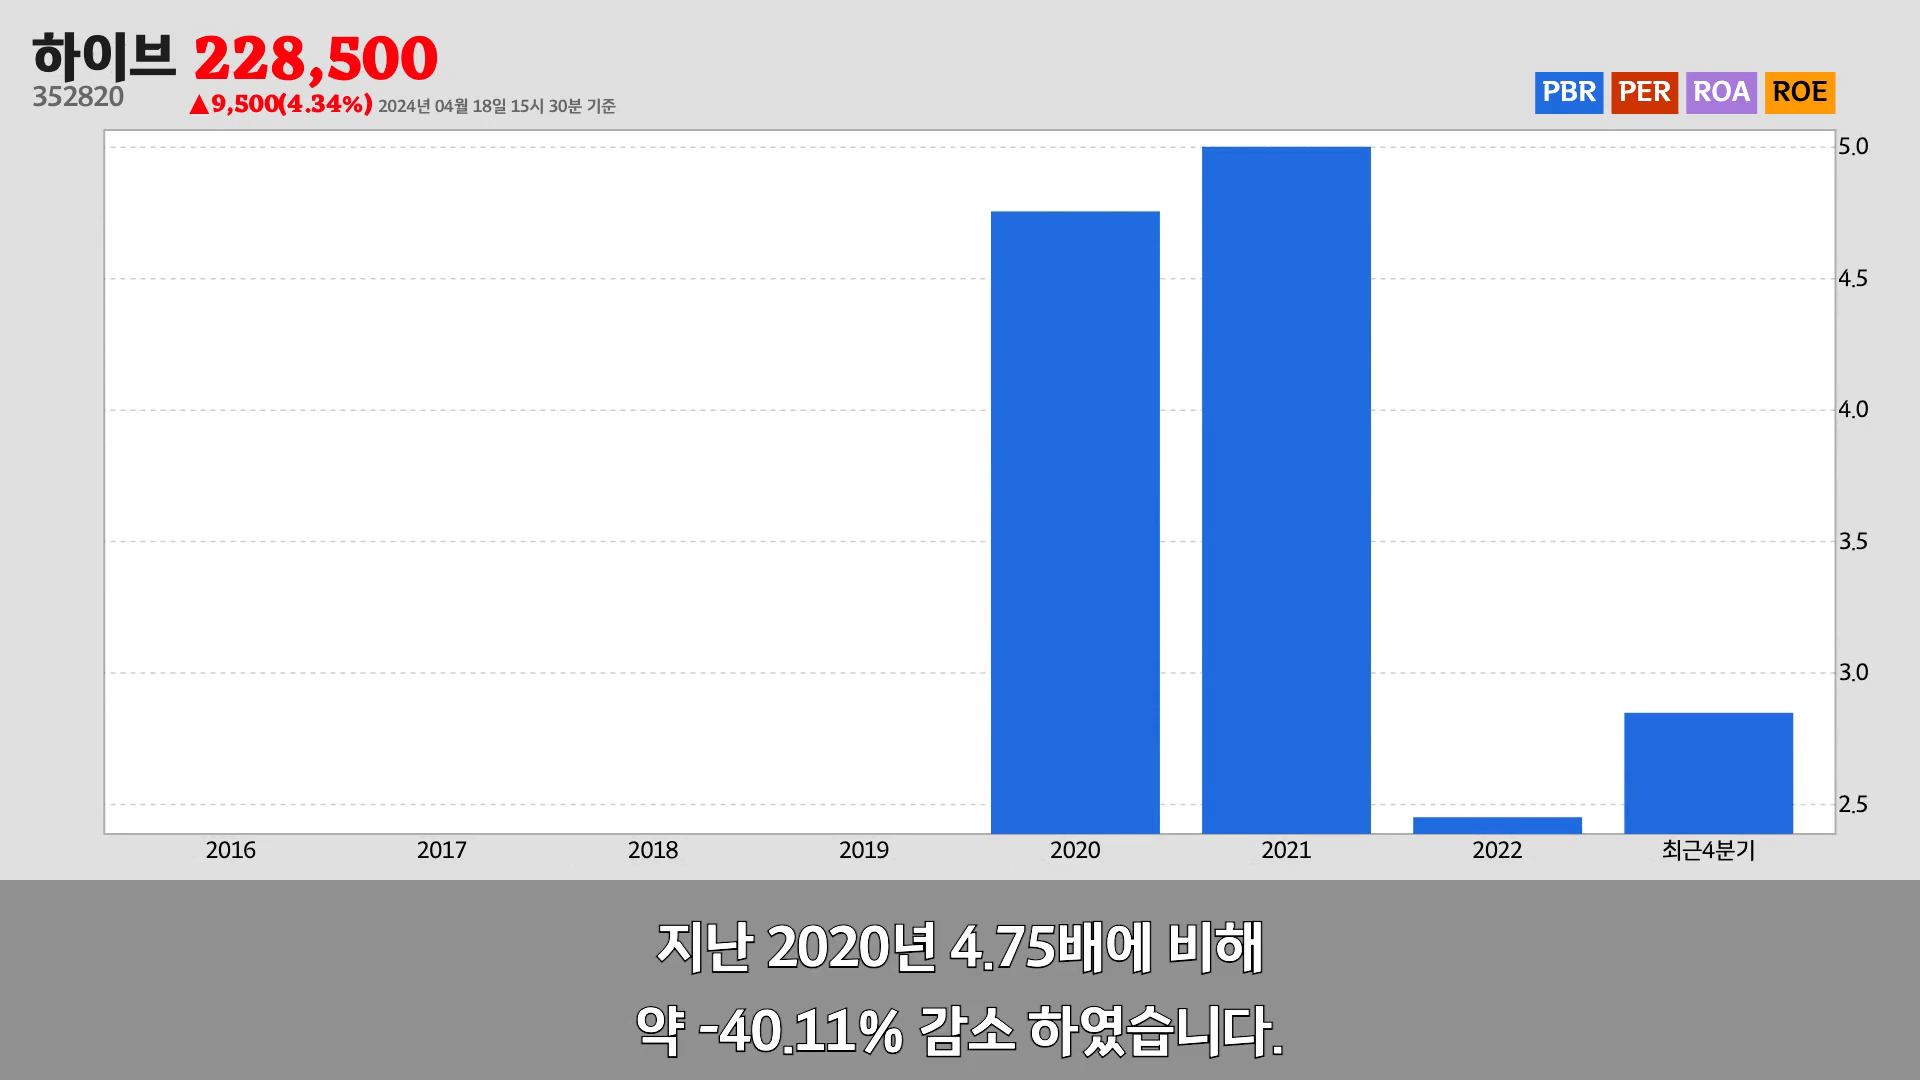 하이브 228,500
352820
▲9,500(4.34%) 2024년 04월 18일 15시 30분 기준
PBR PER ROA ROE
5.0
4.5
4.0
3.5
3.0
2.5
2016 2017 2018 2019 2020 2021 2022 최근4분기
지난 2020년 4.75배에 비해
약 -40.11% 감소 하였습니다.